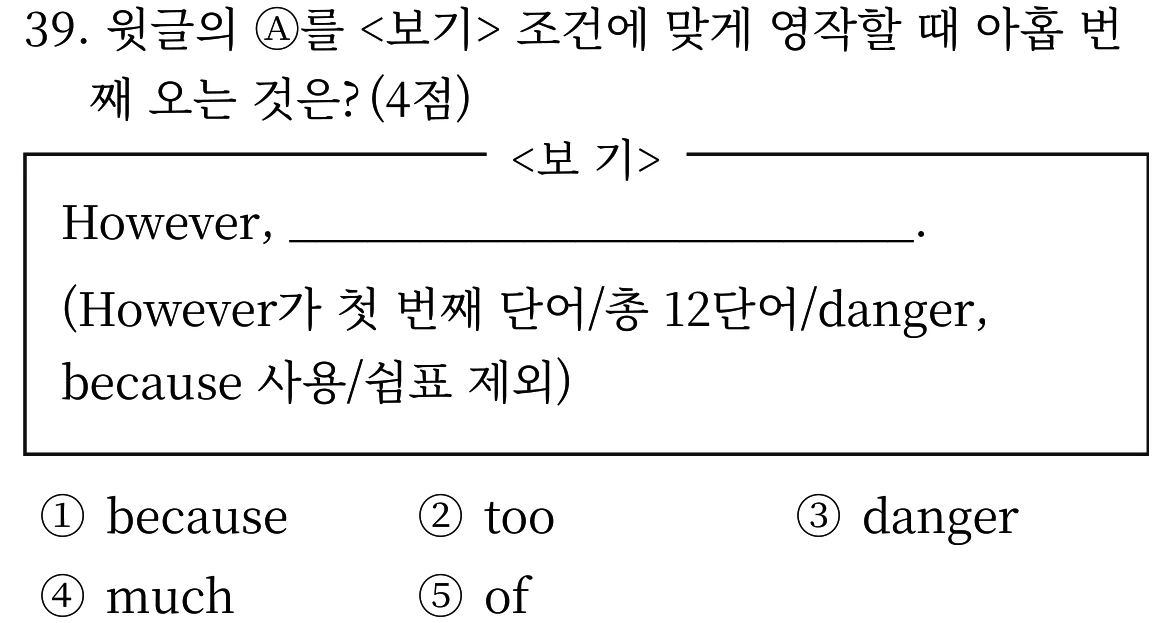 39. 윗글의 Ⓐ를 <보기> 조건에 맞게 영작할 때 아홉 번
째 오는 것은?(4점)
<보 기>
However, ______________________.
(However가 첫 번째 단어/총 12단어/danger,
because 사용/쉼표 제외)
① because ② too ③ danger
④ much ⑤ of